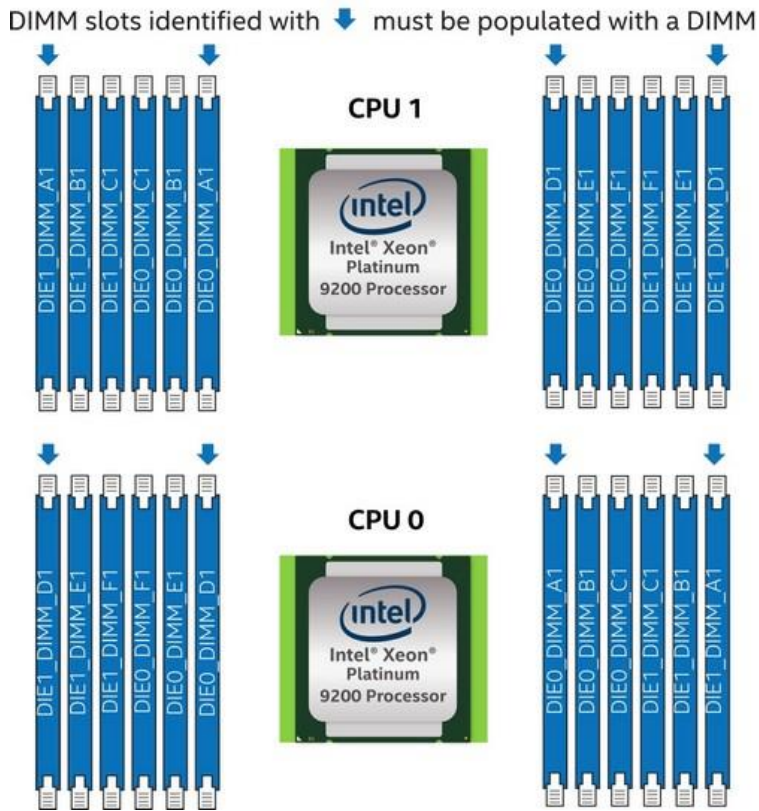 DIMM slots identified with must be populated with a DIMM
DIE1_DIMM_A1
DIE1_DIMM_B1
DIE1_DIMM_C1
DIE0_DIMM_C1
DIE0_DIMM_B1
DIE0_DIMM_A1
CPU 1
intel
Intel® Xeon®
Platinum
9200 Processor
DIE0_DIMM_D1
DIE0_DIMM_E1
DIE0_DIMM_F1
DIE1_DIMM_F1
DIE1_DIMM_E1
DIE1_DIMM_D1
DIE1_DIMM_D1
DIE1_DIMM_E1
DIE1_DIMM_F1
DIE0_DIMM_F1
DIE0_DIMM_E1
DIE0_DIMM_D1
CPU 0
intel
Intel® Xeon®
Platinum
9200 Processor
DIE0_DIMM_A1
DIE0_DIMM_B1
DIE0_DIMM_C1
DIE1_DIMM_C1
DIE1_DIMM_B1
DIE1_DIMM_A1